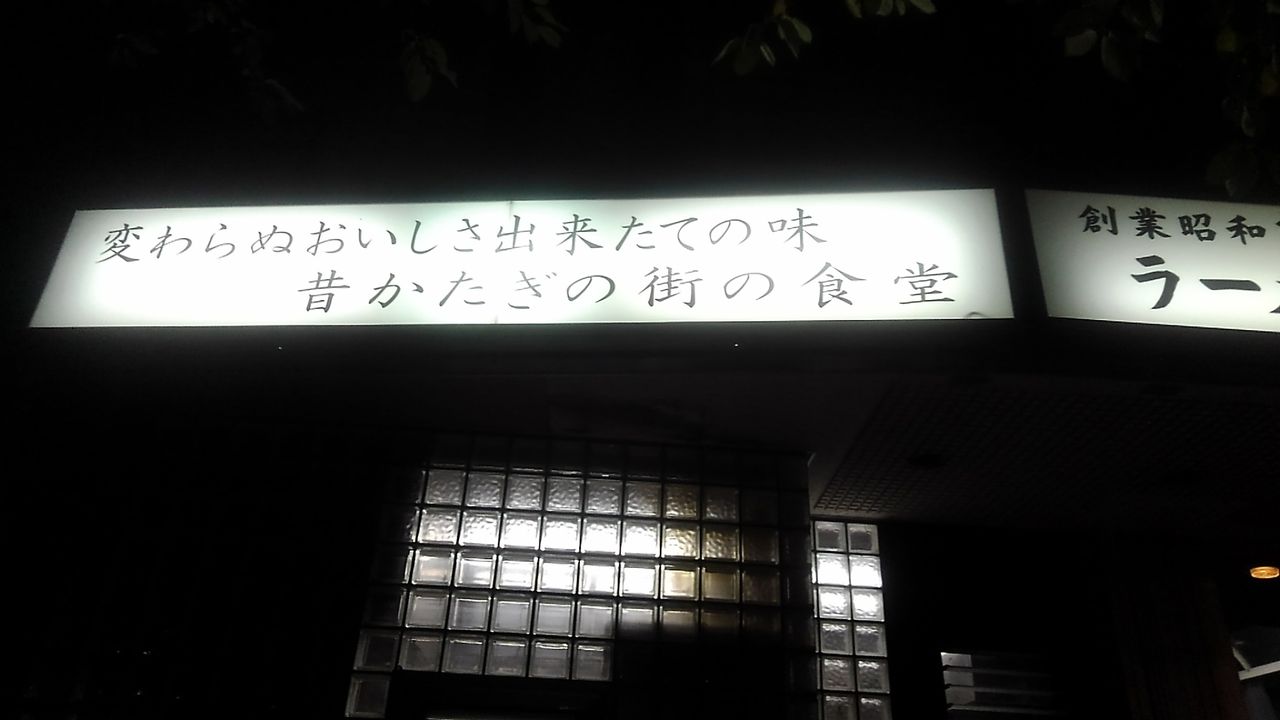 変わらぬおいしさ出来たての味
昔かたぎの街の食堂
創業昭和
ラー